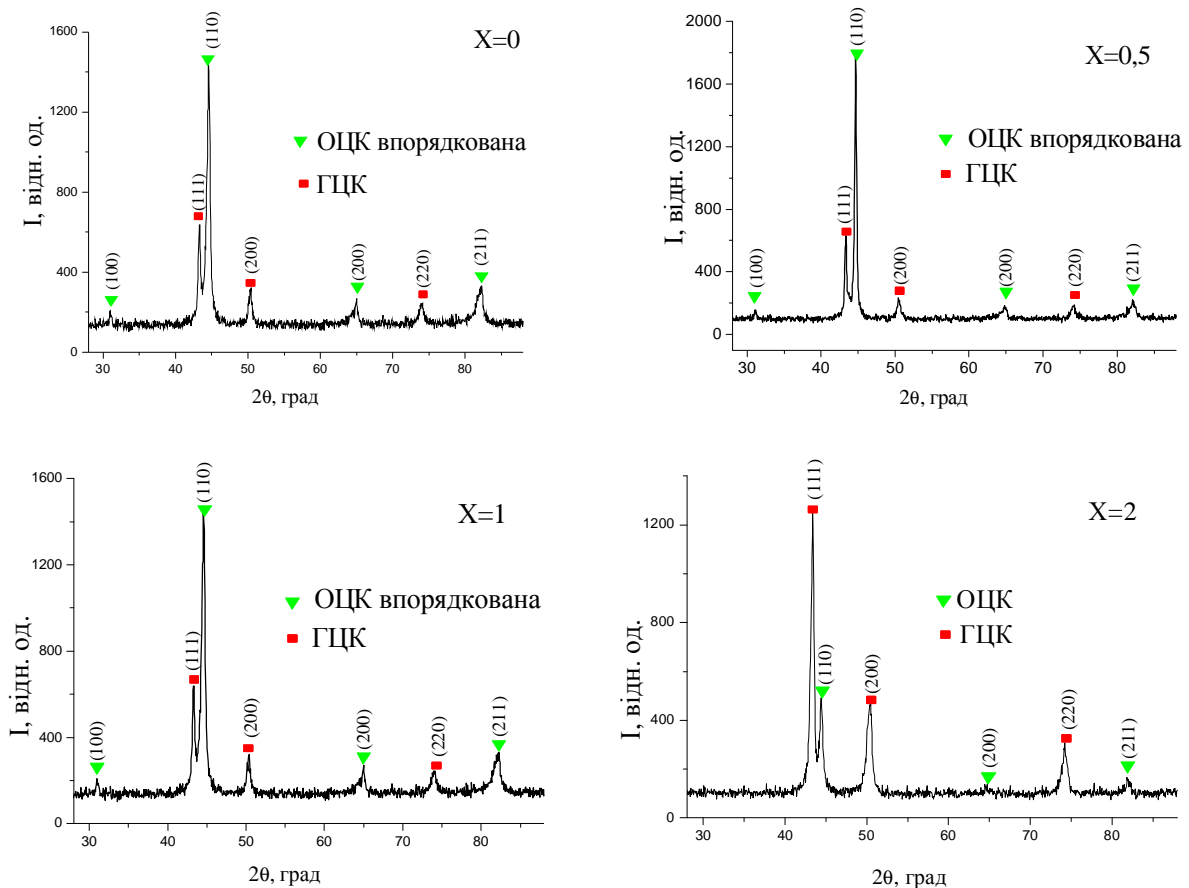 X=0
I, відн. од.
1600
1200
800
400
0
(100)
(111)
(110)
(200)
(200)
(220)
(211)
ОЦК впорядкована
ГЦК
30 40 50 60 70 80
2θ, град
X=0,5
I, відн. од.
2000
1600
1200
800
400
0
(100)
(111)
(110)
(200)
(200)
(220)
(211)
ОЦК впорядкована
ГЦК
30 40 50 60 70 80
2θ, град
X=1
I, відн. од.
1600
1200
800
400
0
(100)
(111)
(110)
(200)
(200)
(220)
(211)
ОЦК впорядкована
ГЦК
30 40 50 60 70 80
2θ, град
X=2
I, відн. од.
1200
800
400
0
(111)
(110)
(200)
(200)
(220)
(211)
ОЦК
ГЦК
30 40 50 60 70 80
2θ, град